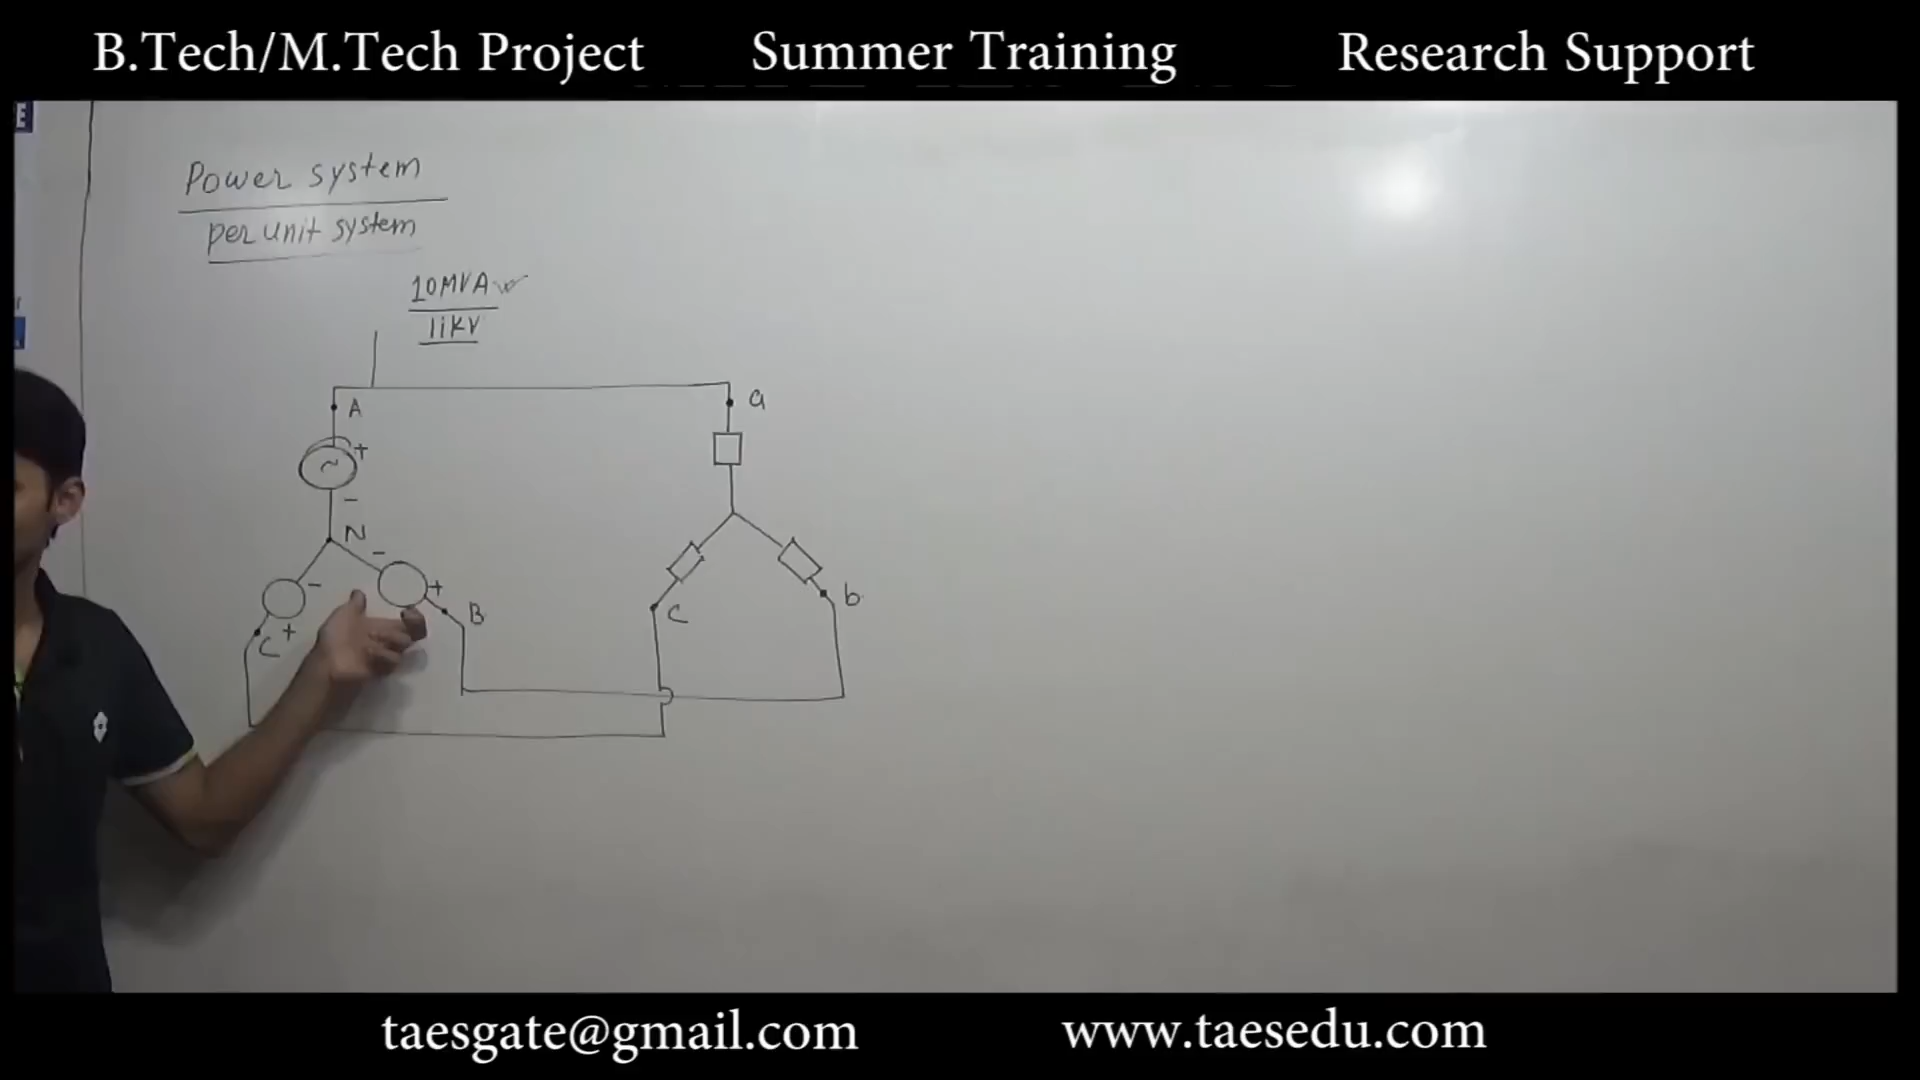 B.Tech/M.Tech Project Summer Training Research Support
E
Power system
per unit system
10MVA
11KV
A
a
+
~
-
N
-
-
+
+
B
C
C
b
taesgate@gmail.com www.taesedu.com